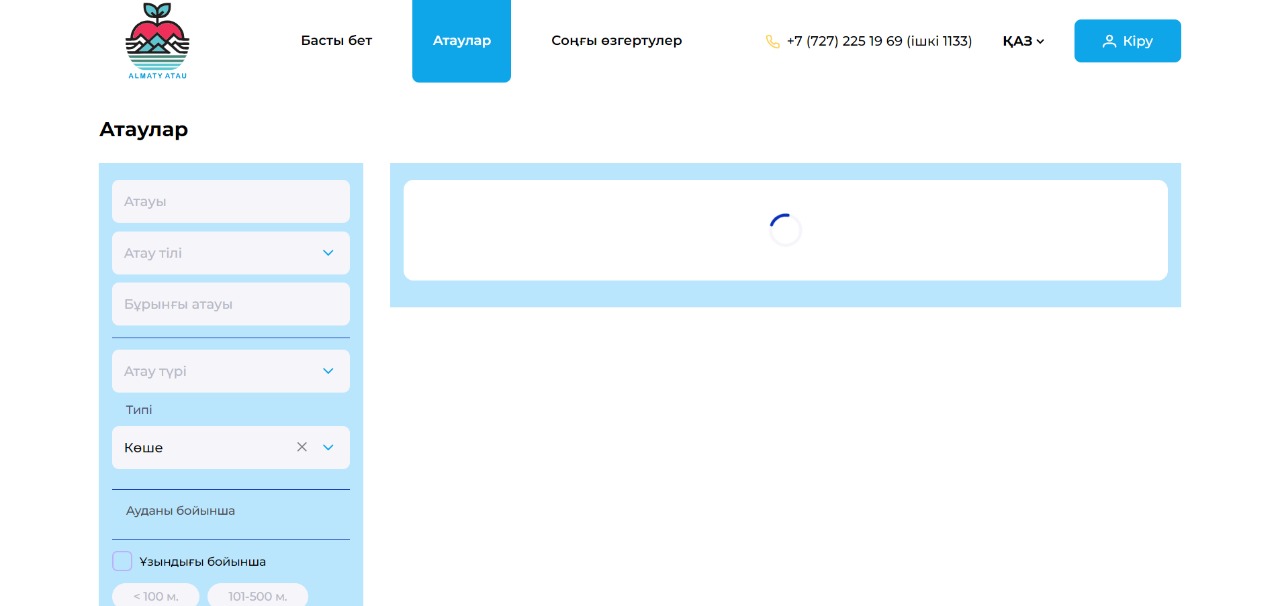 ALMATY ATAU
Басты бет
Атаулар
Соңғы өзгертулер
+7 (727) 225 19 69 (ішкі 1133)
ҚАЗ
Кіру
Атаулар
Атауы
Атау тілі
Бұрынғы атауы
Атау түрі
Типі
Көше
Ауданы бойынша
Ұзындығы бойынша
< 100 м.
101-500 м.